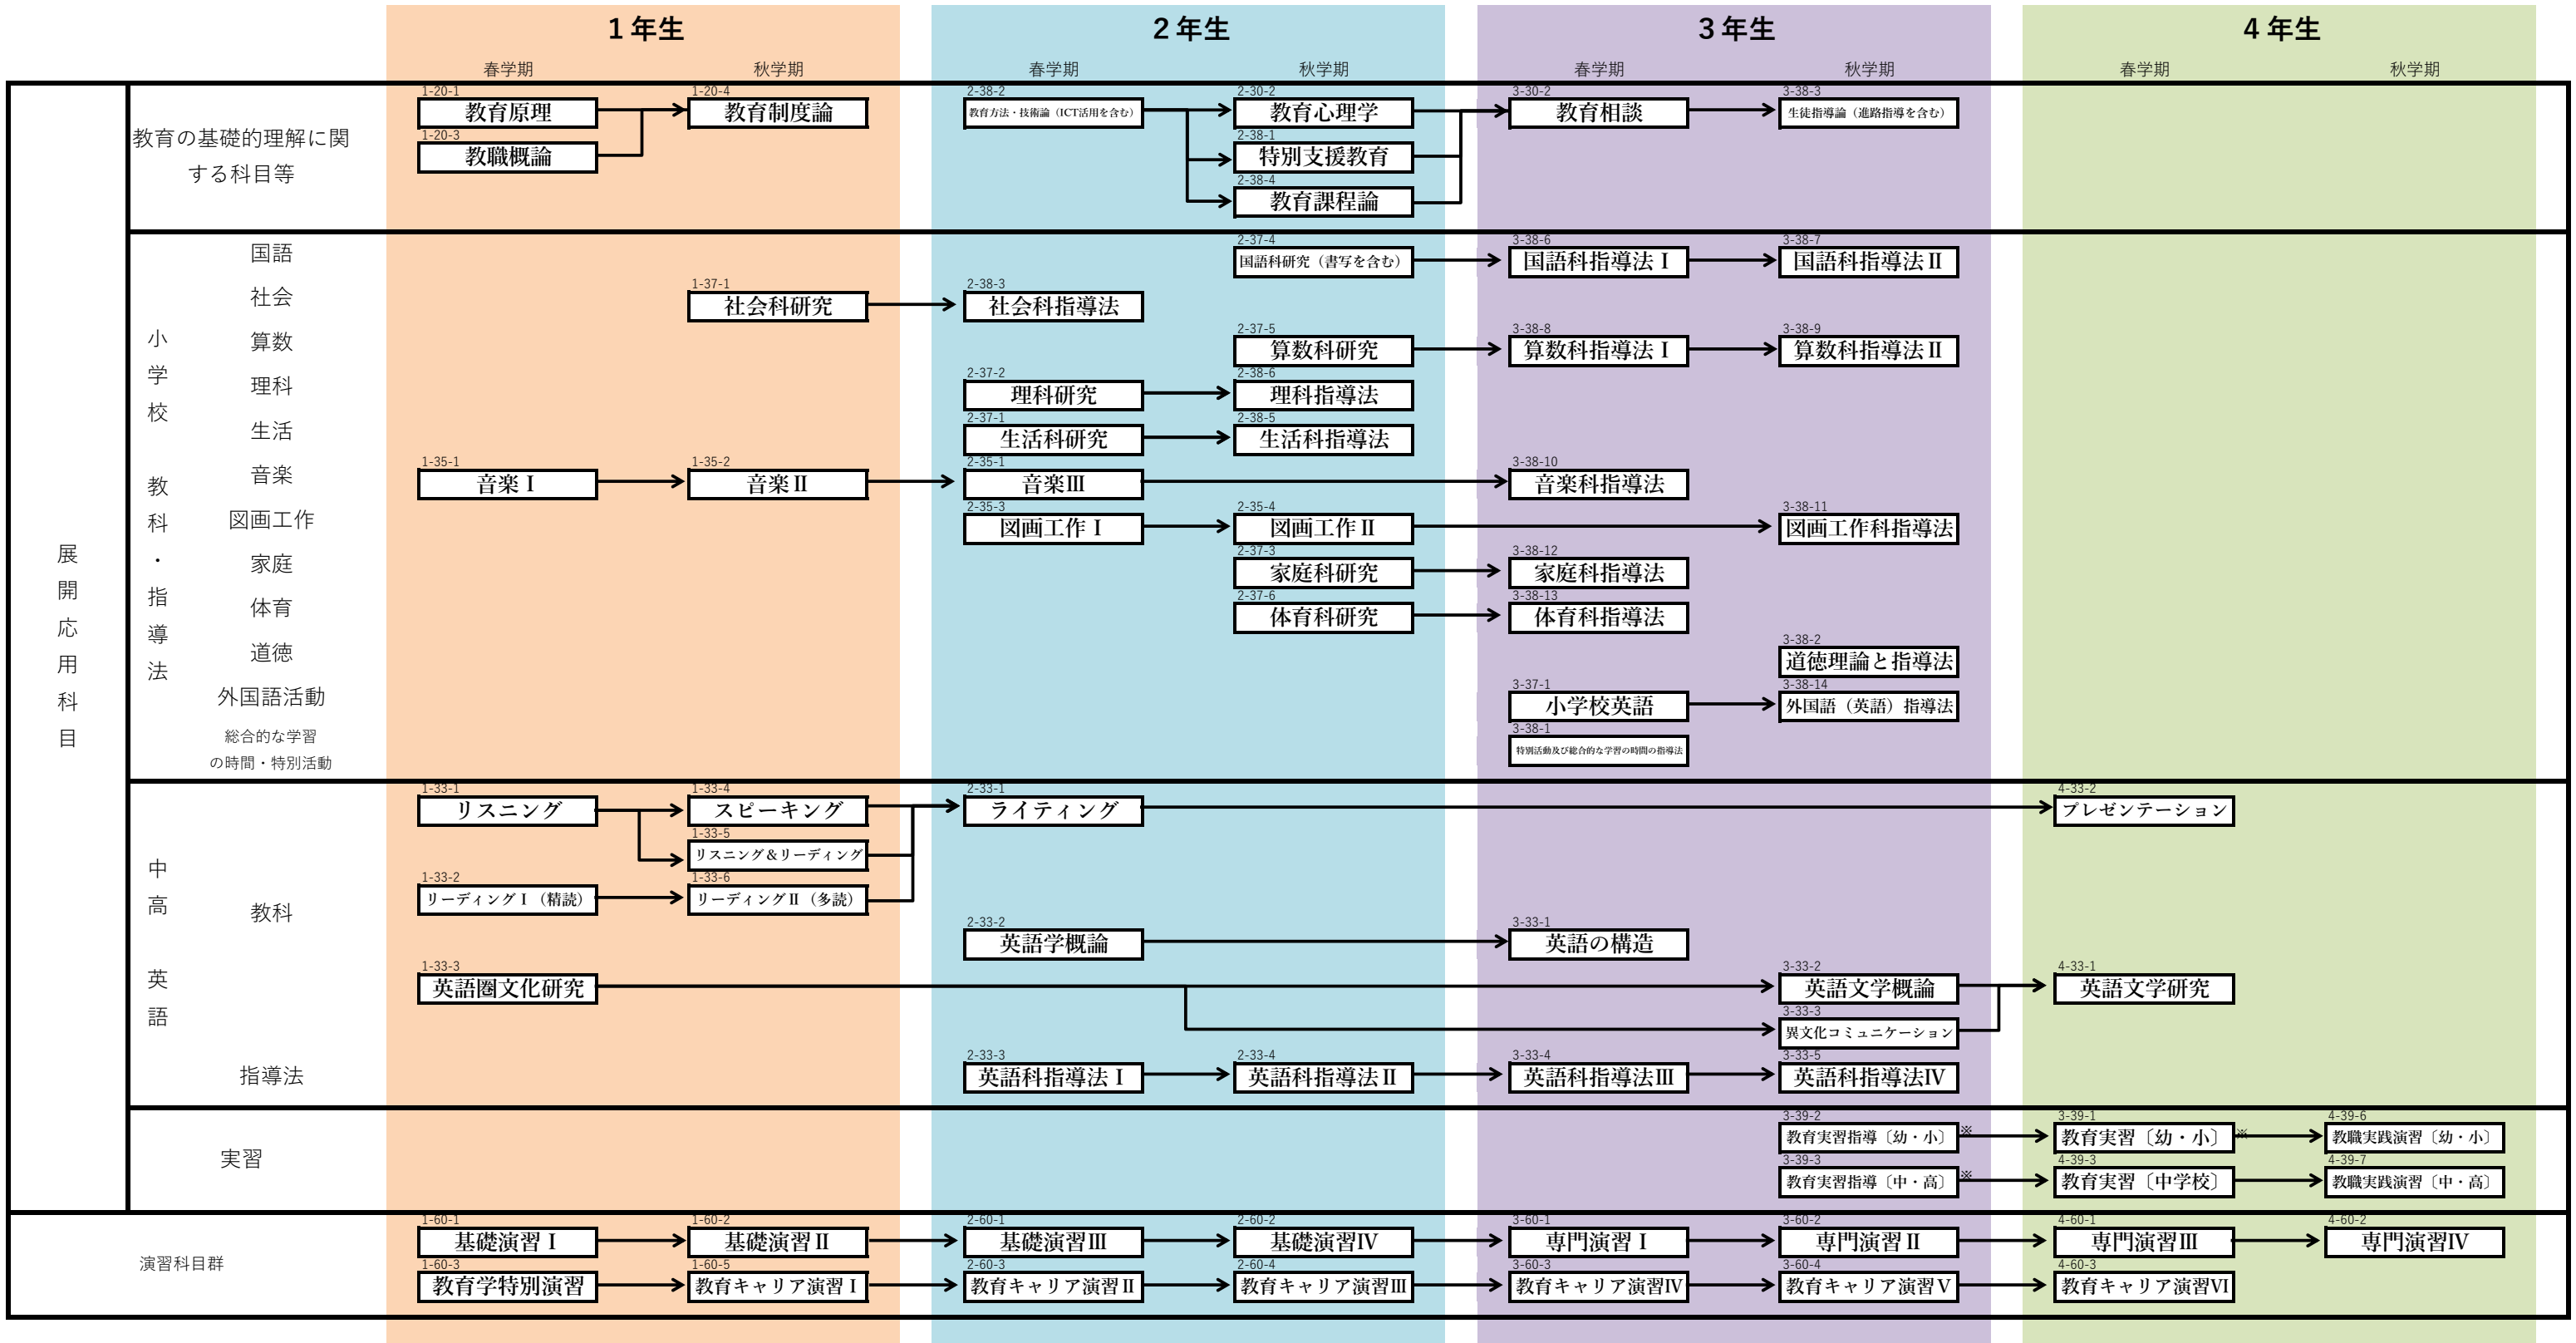 1 年生
2 年生
3 年生
4 年生
春学期
秋学期
春学期
秋学期
春学期
秋学期
春学期
秋学期
展開応用科目
教育の基礎的理解に関
する科目等
1-20-1
教育原理
1-20-4
教育制度論
2-38-2
教育方法・技術論（ICT活用を含む）
2-30-2
教育心理学
3-30-2
教育相談
3-38-3
生徒指導論（進路指導を含む）
1-20-3
教職概論
2-38-1
特別支援教育
2-38-4
教育課程論
小学校 教科・指導法
国語
2-37-4
国語科研究（書写を含む）
3-38-6
国語科指導法Ⅰ
3-38-7
国語科指導法Ⅱ
社会
1-37-1
社会科研究
2-38-3
社会科指導法
算数
2-37-5
算数科研究
3-38-8
算数科指導法Ⅰ
3-38-9
算数科指導法Ⅱ
理科
2-37-2
理科研究
2-38-6
理科指導法
生活
2-37-1
生活科研究
2-38-5
生活科指導法
音楽
1-35-1
音楽Ⅰ
1-35-2
音楽Ⅱ
2-35-1
音楽Ⅲ
3-38-10
音楽科指導法
図画工作
2-35-3
図画工作Ⅰ
2-35-4
図画工作Ⅱ
3-38-11
図画工作科指導法
家庭
2-37-3
家庭科研究
3-38-12
家庭科指導法
体育
2-37-6
体育科研究
3-38-13
体育科指導法
道徳
3-38-2
道徳理論と指導法
外国語活動
3-37-1
小学校英語
3-38-14
外国語（英語）指導法
総合的な学習
の時間・特別活動
3-38-1
特別活動及び総合的な学習の時間の指導法
中高 英語
教科
1-33-1
リスニング
1-33-4
スピーキング
2-33-1
ライティング
4-33-2
プレゼンテーション
1-33-5
リスニング＆リーディング
1-33-2
リーディングⅠ（精読）
1-33-6
リーディングⅡ（多読）
2-33-2
英語学概論
3-33-1
英語の構造
1-33-3
英語圏文化研究
3-33-2
英語文学概論
4-33-1
英語文学研究
3-33-3
異文化コミュニケーション
指導法
2-33-3
英語科指導法Ⅰ
2-33-4
英語科指導法Ⅱ
3-33-4
英語科指導法Ⅲ
3-33-5
英語科指導法Ⅳ
実習
3-39-2
教育実習指導〔幼・小〕
※
3-39-1
教育実習〔幼・小〕
※
4-39-6
教職実践演習〔幼・小〕
3-39-3
教育実習指導〔中・高〕
※
4-39-3
教育実習〔中学校〕
4-39-7
教職実践演習〔中・高〕
演習科目群
1-60-1
基礎演習Ⅰ
1-60-2
基礎演習Ⅱ
2-60-1
基礎演習Ⅲ
2-60-2
基礎演習Ⅳ
3-60-1
専門演習Ⅰ
3-60-2
専門演習Ⅱ
4-60-1
専門演習Ⅲ
4-60-2
専門演習Ⅳ
1-60-3
教育学特別演習
1-60-5
教育キャリア演習Ⅰ
2-60-3
教育キャリア演習Ⅱ
2-60-4
教育キャリア演習Ⅲ
3-60-3
教育キャリア演習Ⅳ
3-60-4
教育キャリア演習Ⅴ
4-60-3
教育キャリア演習Ⅵ